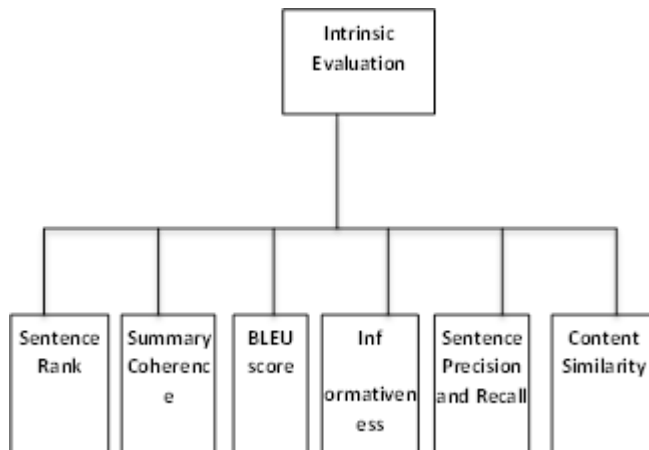 Intrinsic
Evaluation
Sentence
Rank
Summary
Coherenc
e
BLEU
score
Inf
ormativen
ess
Sentence
Precision
and Recall
Content
Similarity